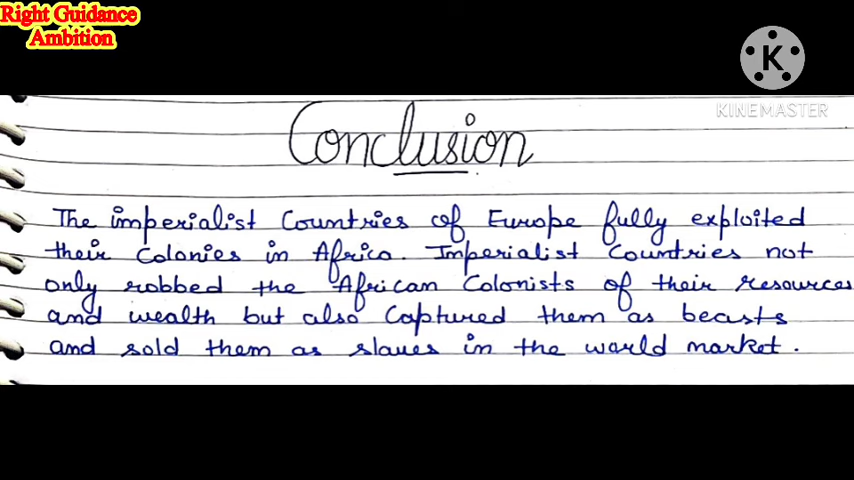 Right Guidance
Ambition
K
KINEMASTER
Conclusion
The imperialist Countries of Europe fully exploited
their Colonies in Africa. Imperialist Countries not
only robbed the African Colonists of their resources
and wealth but also Captured them as beasts
and sold them as slaves in the world market.